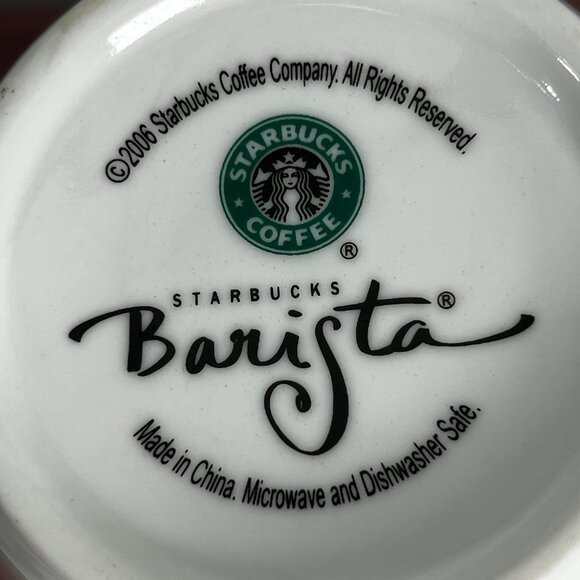 ©2006 Starbucks Coffee Company. All Rights Reserved.
STARBUCKS
COFFEE
®
STARBUCKS
Barista®
Made in China. Microwave and Dishwasher Safe.